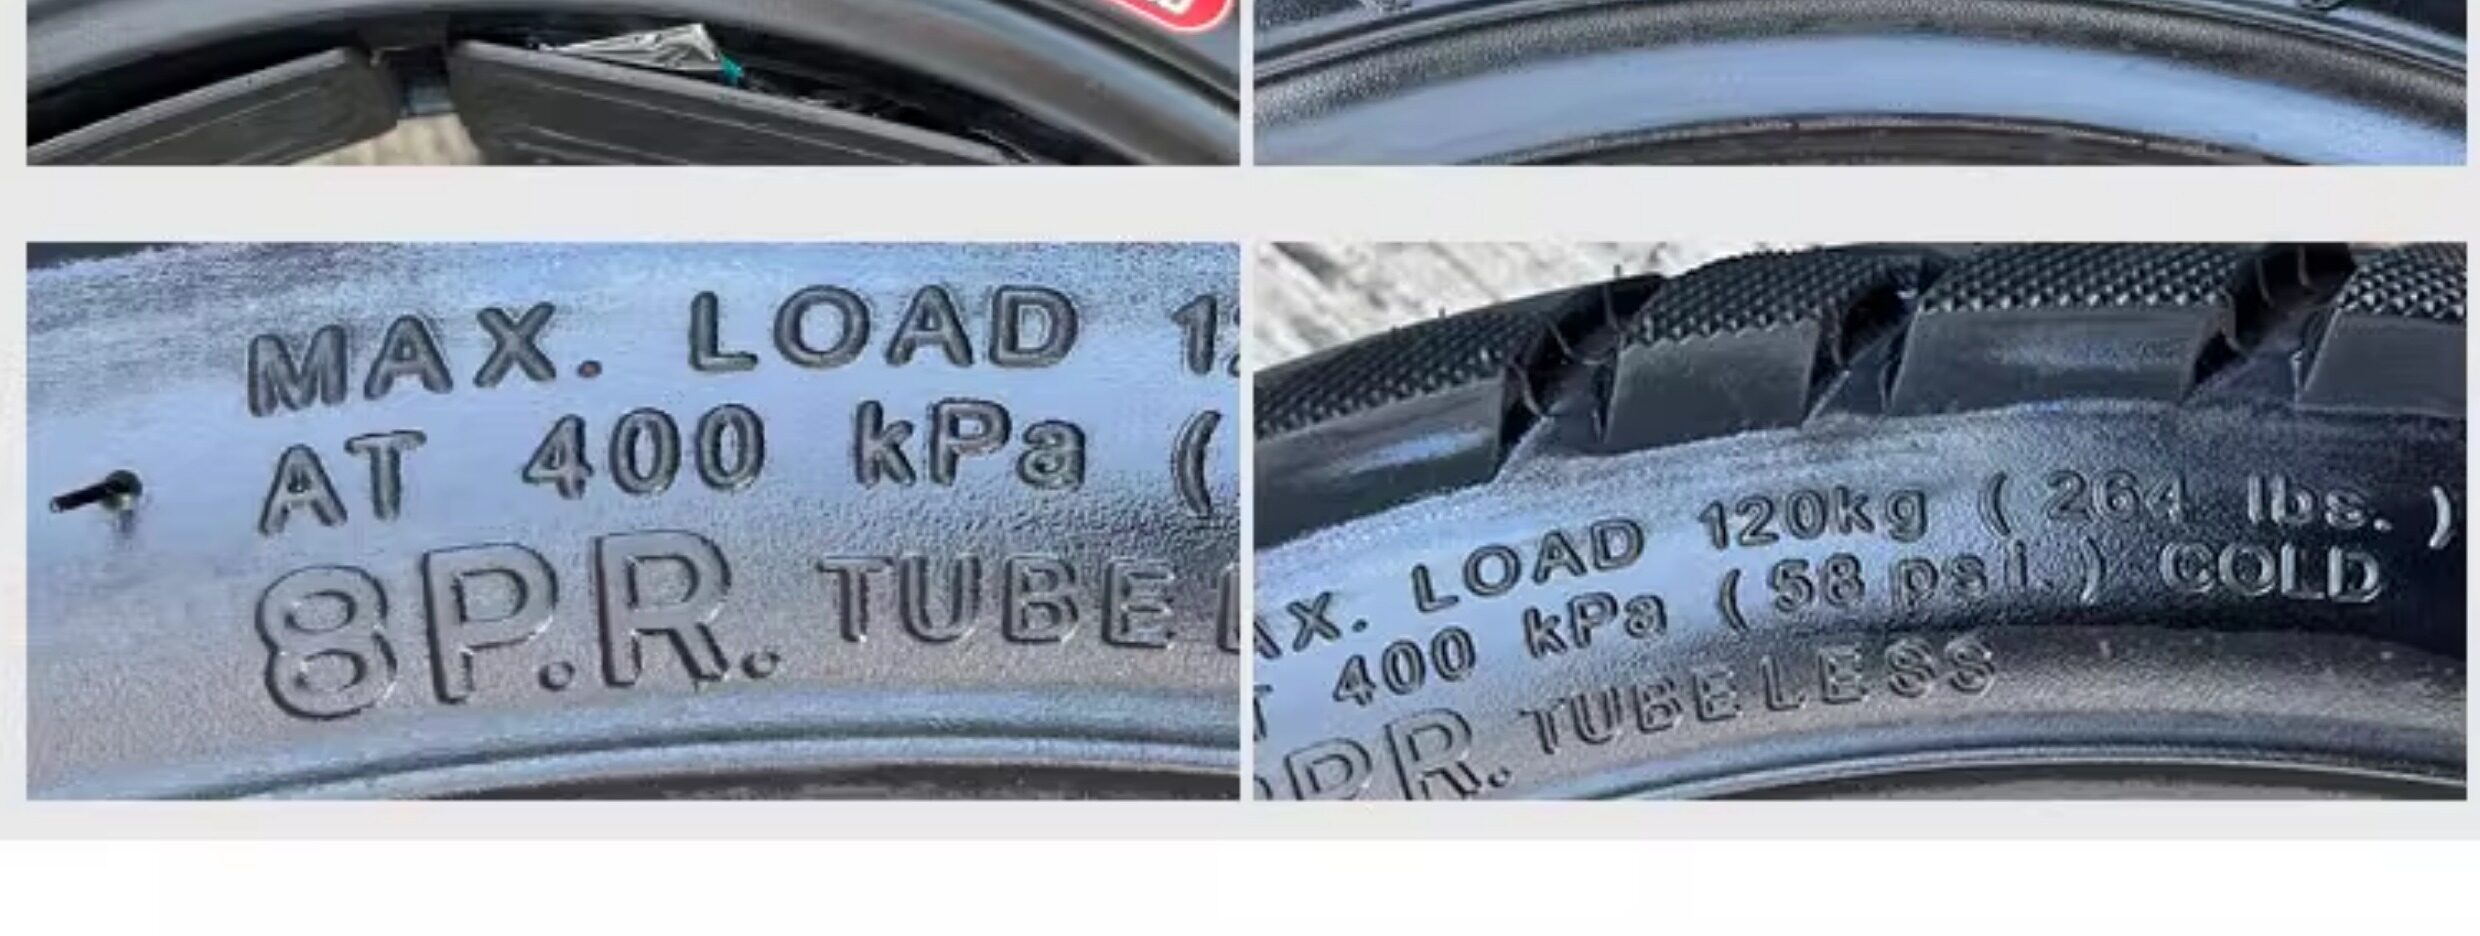 MAX. LOAD
AT 400 kPa (
8P.R. TUBE
AX. LOAD 120kg ( 264 lbs. )
T 400 kPa ( 58 psi. ) COLD
P.R. TUBELESS